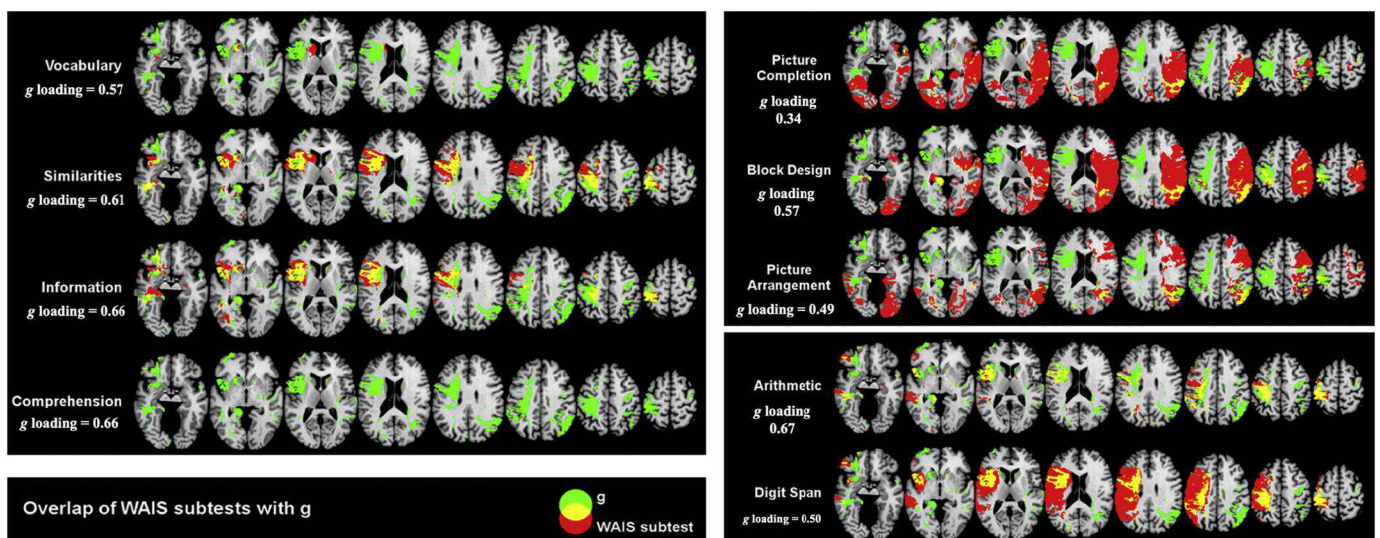 Vocabulary
g loading = 0.57
Similarities
g loading = 0.61
Information
g loading = 0.66
Comprehension
g loading = 0.66
Overlap of WAIS subtests with g
g
WAIS subtest
Picture
Completion
g loading
0.34
Block Design
g loading
0.57
Picture
Arrangement
g loading = 0.49
Arithmetic
g loading
0.67
Digit Span
g loading = 0.50